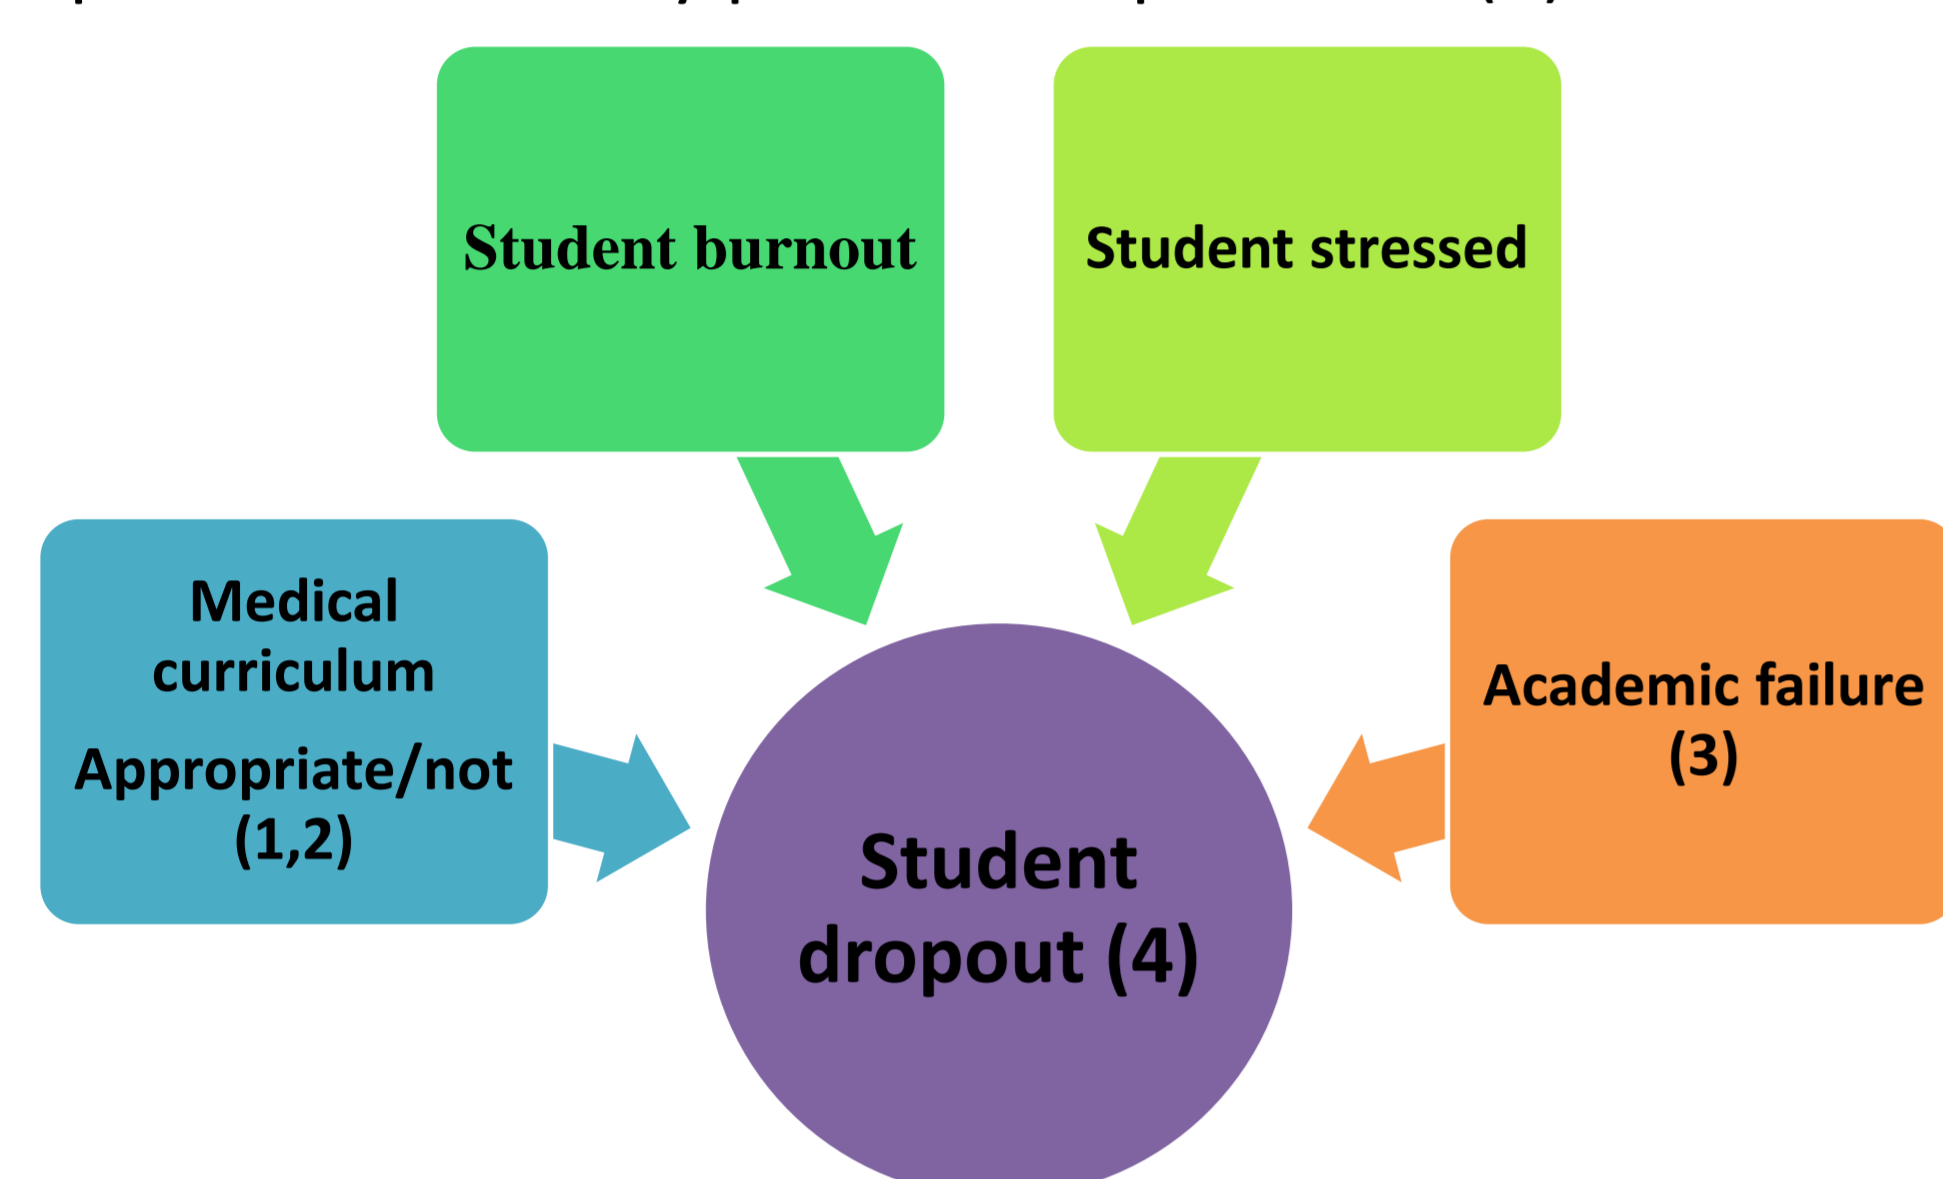 Student burnout
Student stressed
Medical
curriculum
Appropriate/not
(1,2)
Academic failure
(3)
Student
dropout (4)